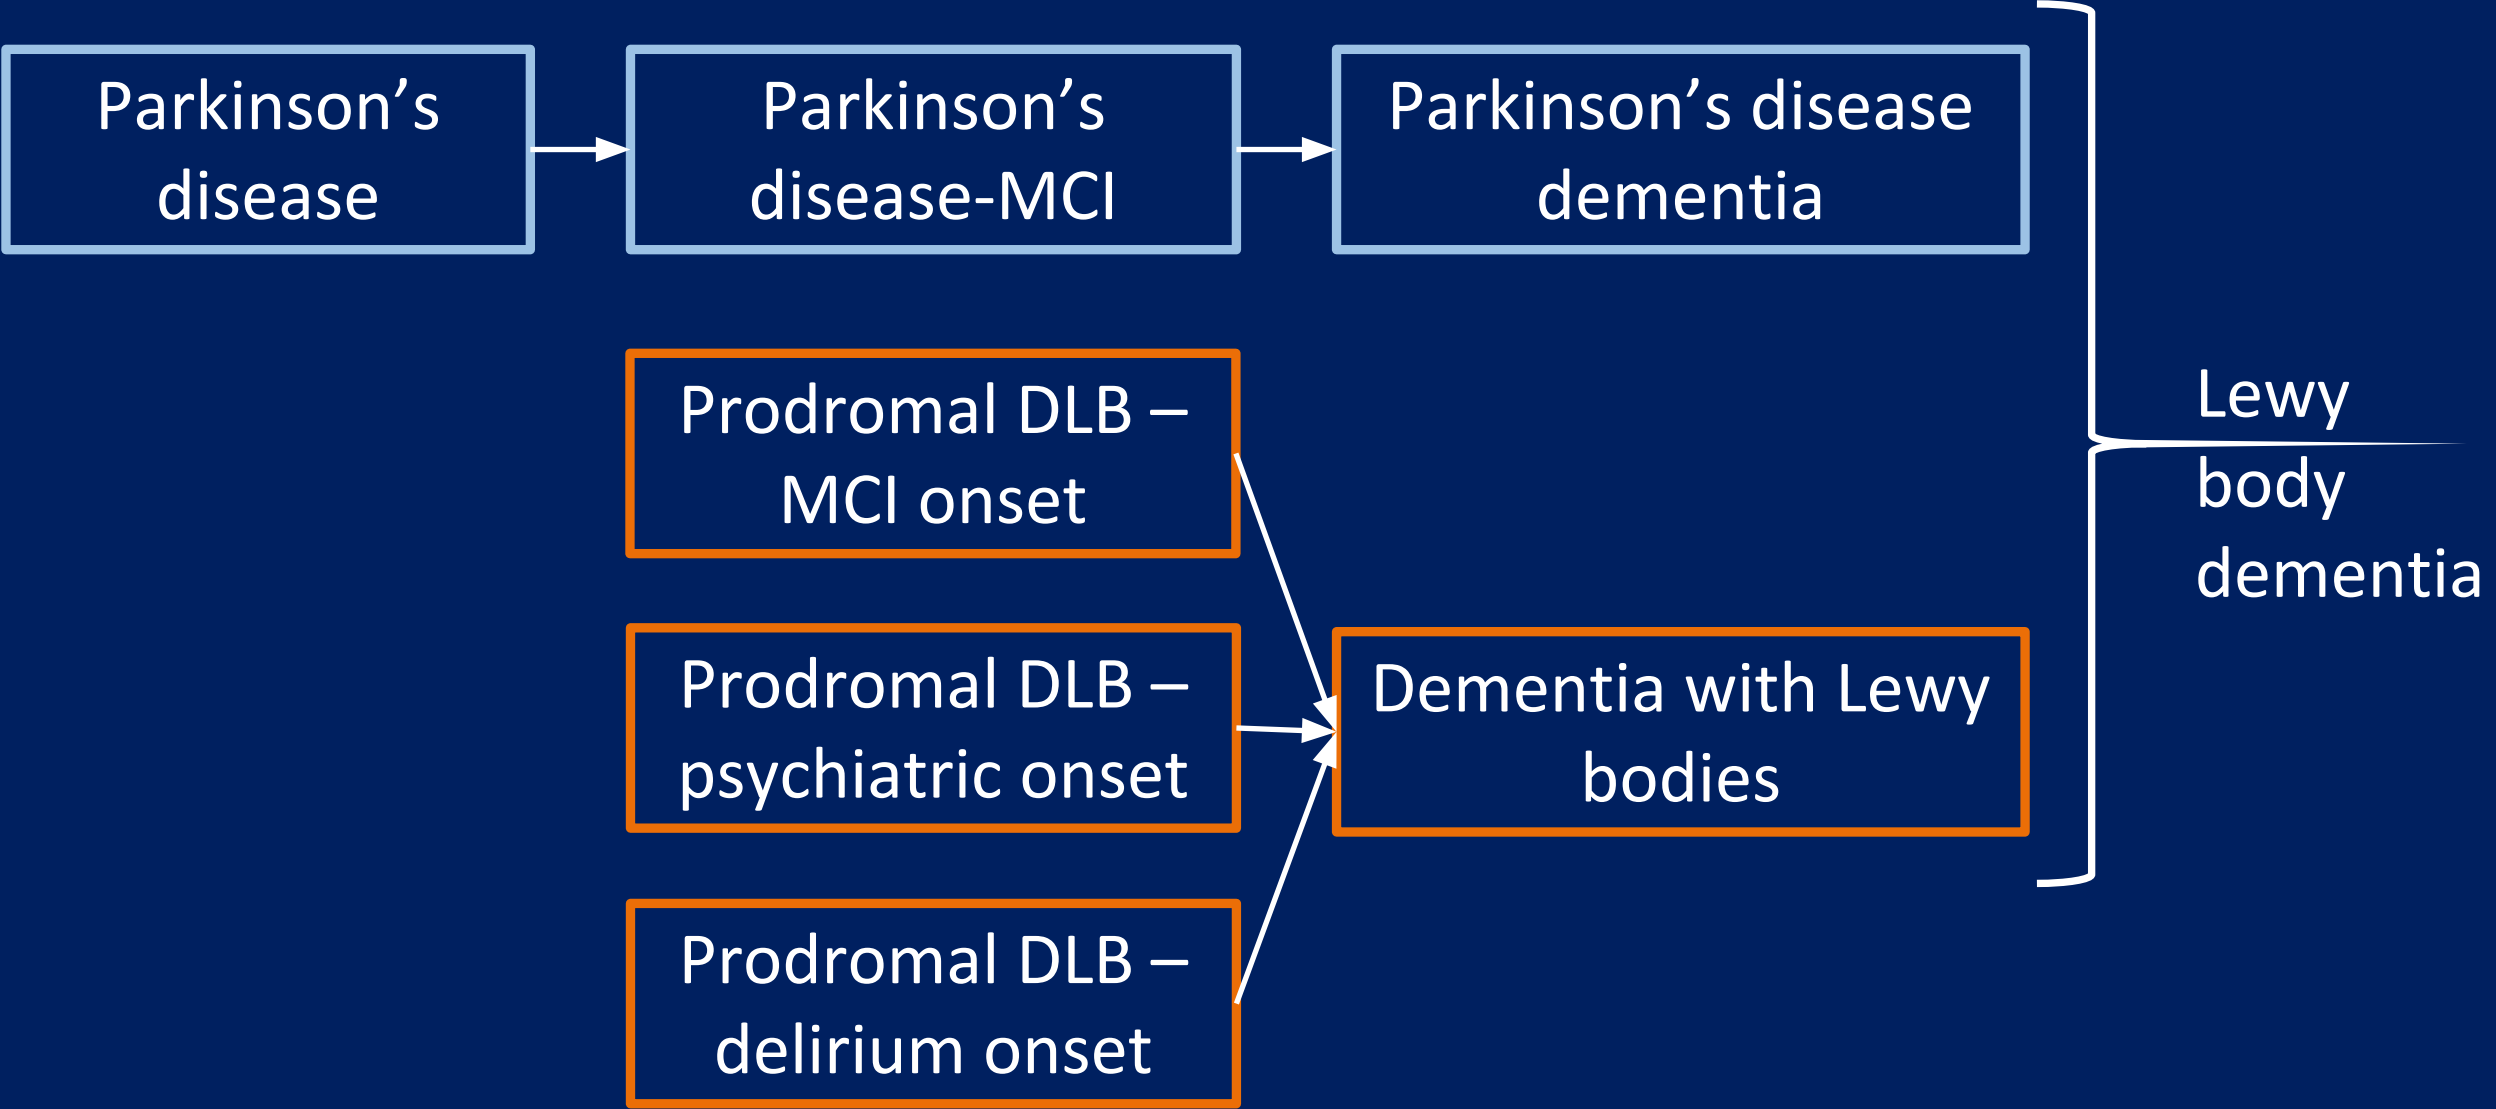 Parkinson’s
disease
Parkinson’s
disease-MCI
Parkinson’s disease
dementia
Prodromal DLB –
MCI onset
Prodromal DLB –
psychiatric onset
Prodromal DLB –
delirium onset
Dementia with Lewy
bodies
Lewy
body
dementia